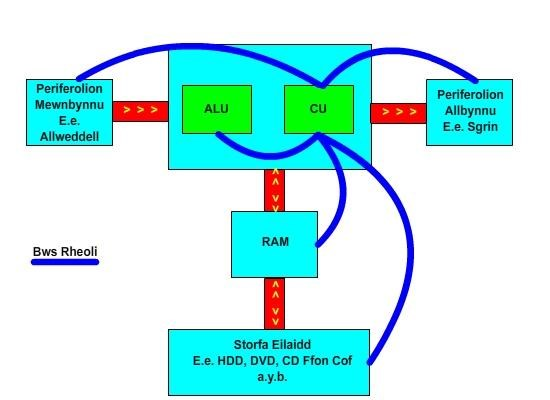 Periferolion
Mewnbynnu
E.e.
Allweddell
> > >
ALU
CU
> > >
Periferolion
Allbynnu
E.e. Sgrin
RAM
Bws Rheoli
Storfa Eilaidd
E.e. HDD, DVD, CD Ffon Cof
a.y.b.